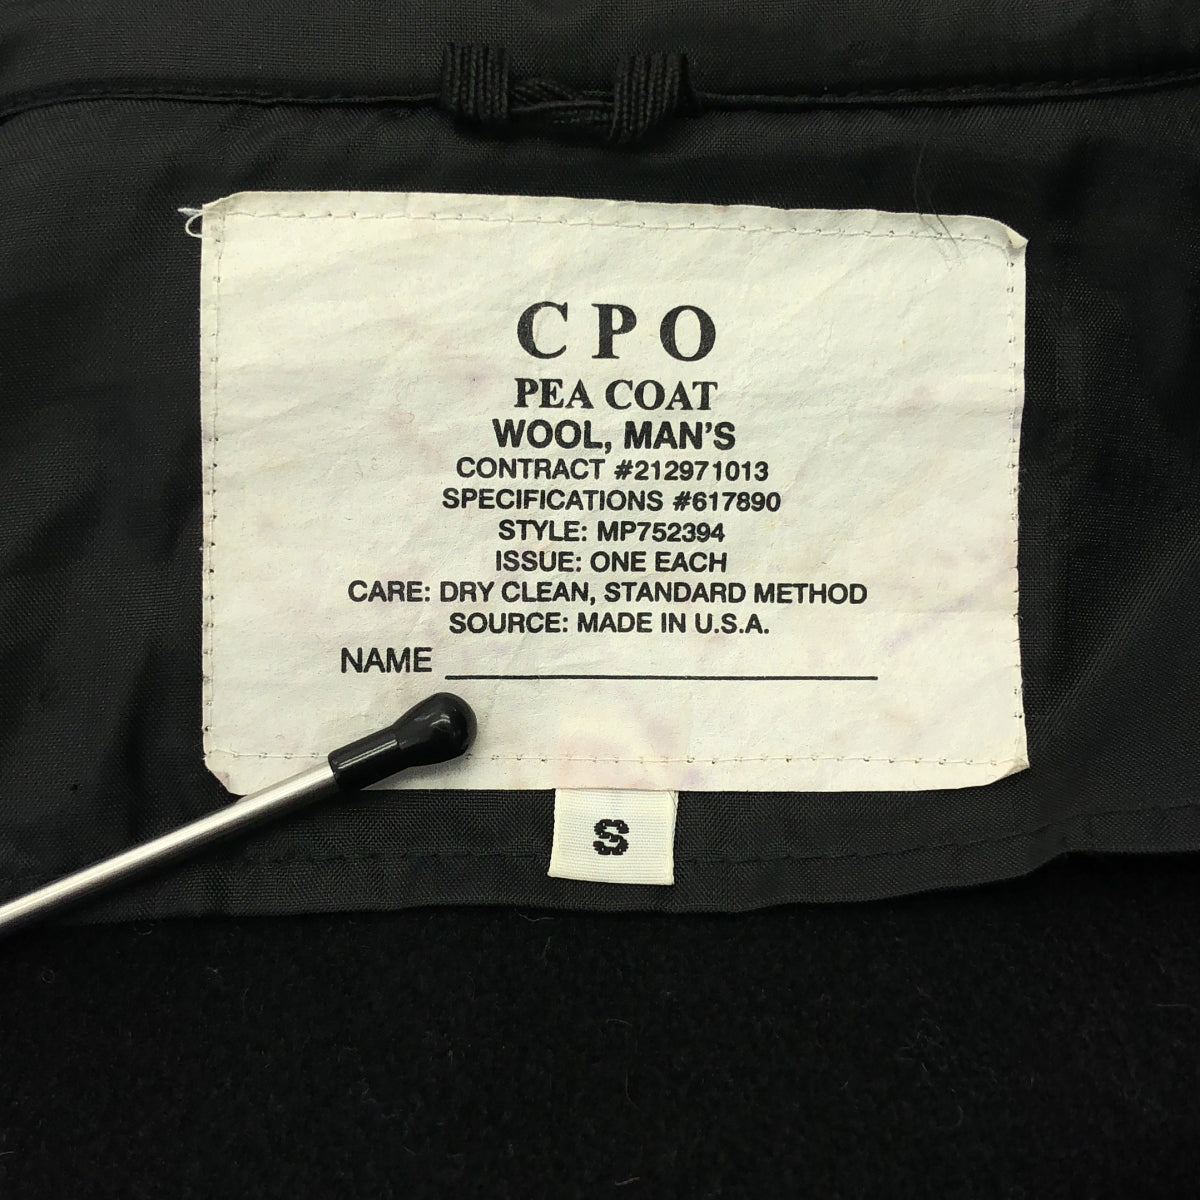 CPO
PEA COAT
WOOL, MAN'S
CONTRACT #212971013
SPECIFICATIONS #617890
STYLE: MP752394
ISSUE: ONE EACH
CARE: DRY CLEAN, STANDARD METHOD
SOURCE: MADE IN U.S.A.
NAME
S